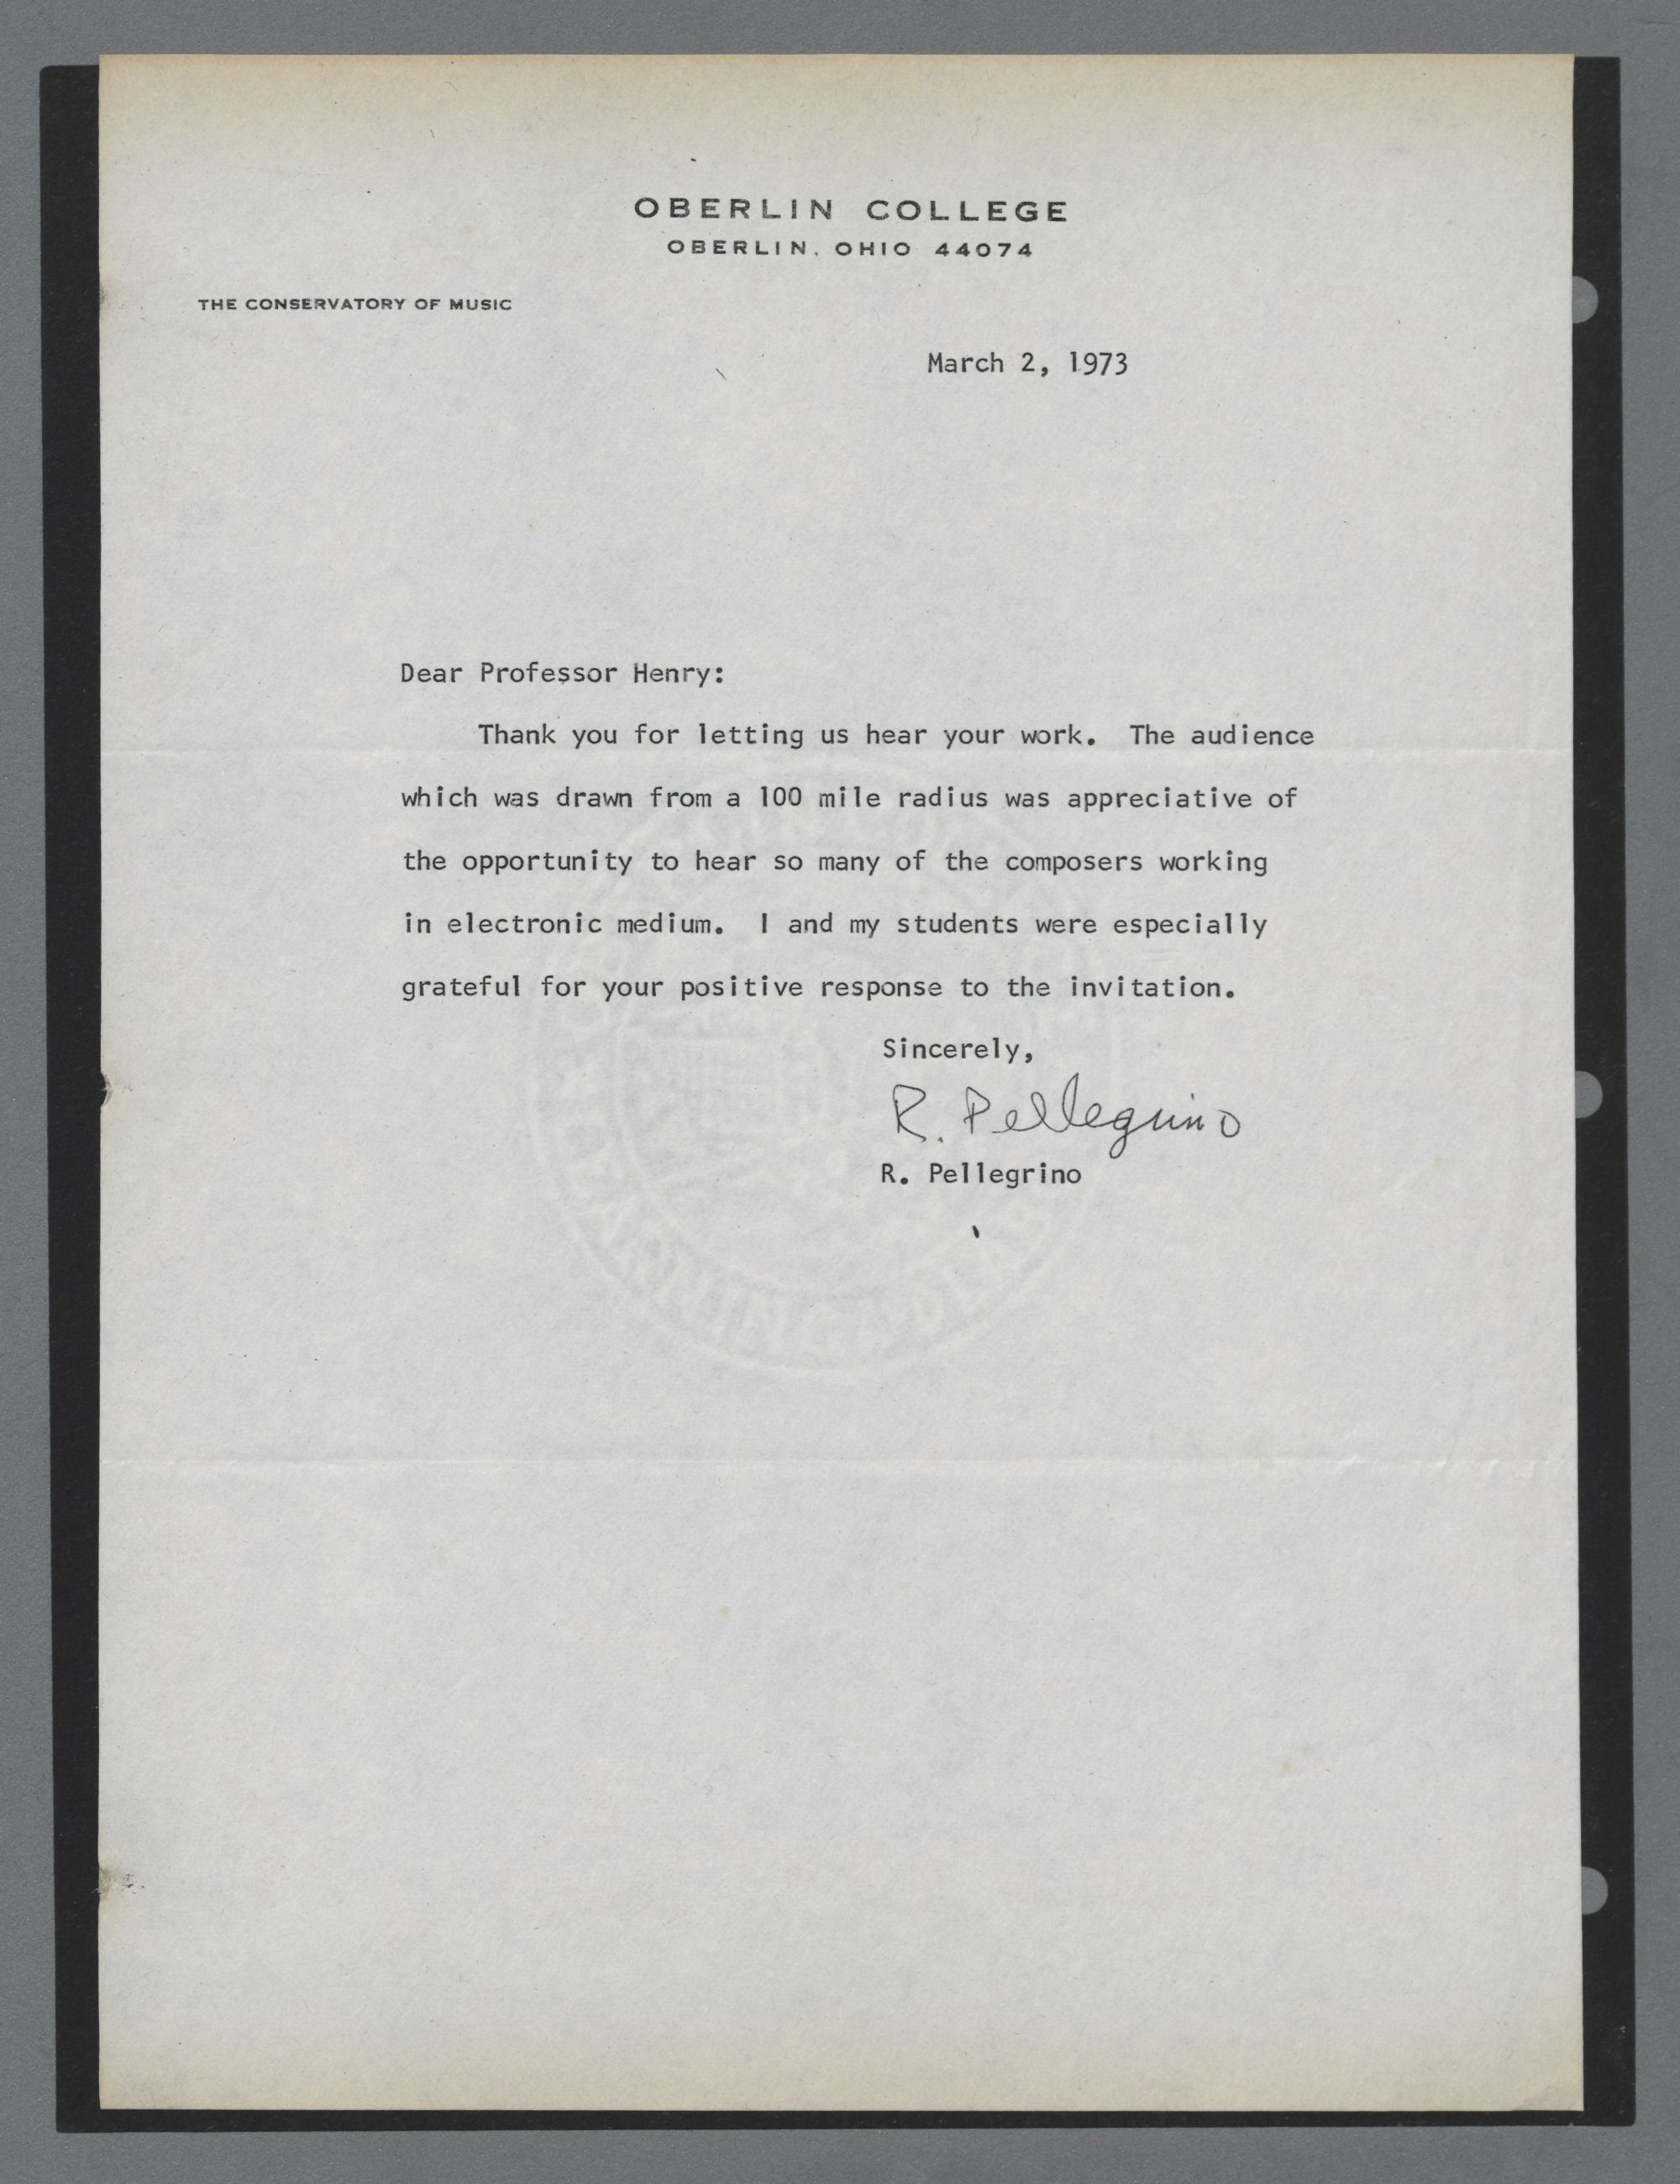 OBERLIN COLLEGE
OBERLIN, OHIO 44074
THE CONSERVATORY OF MUSIC
March 2, 1973
Dear Professor Henry:
Thank you for letting us hear your work. The audience
which was drawn from a 100 mile radius was appreciative of
the opportunity to hear so many of the composers working
in electronic medium. I and my students were especially
grateful for your positive response to the invitation.
Sincerely,
R. Pellegrino
R. Pellegrino